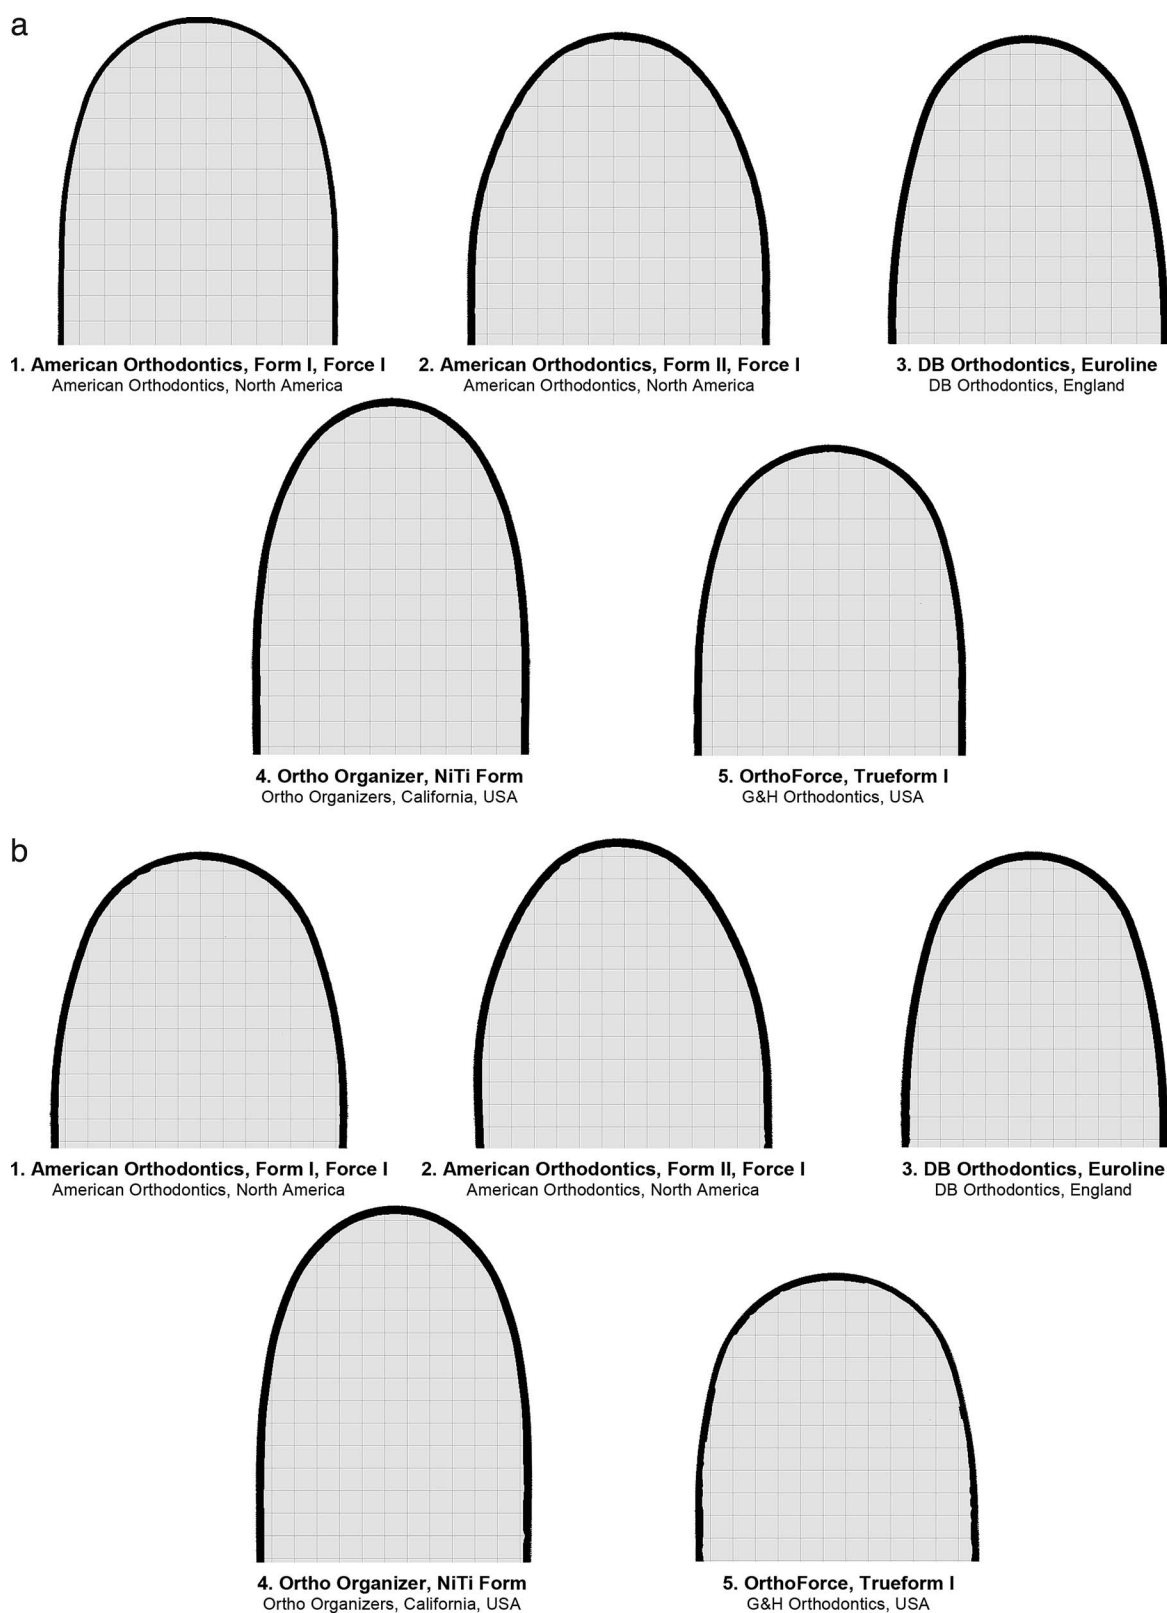 a
1. American Orthodontics, Form I, Force I
American Orthodontics, North America
2. American Orthodontics, Form II, Force I
American Orthodontics, North America
3. DB Orthodontics, Euroline
DB Orthodontics, England
4. Ortho Organizer, NiTi Form
Ortho Organizers, California, USA
5. OrthoForce, Trueform I
G&H Orthodontics, USA
b
1. American Orthodontics, Form I, Force I
American Orthodontics, North America
2. American Orthodontics, Form II, Force I
American Orthodontics, North America
3. DB Orthodontics, Euroline
DB Orthodontics, England
4. Ortho Organizer, NiTi Form
Ortho Organizers, California, USA
5. OrthoForce, Trueform I
G&H Orthodontics, USA